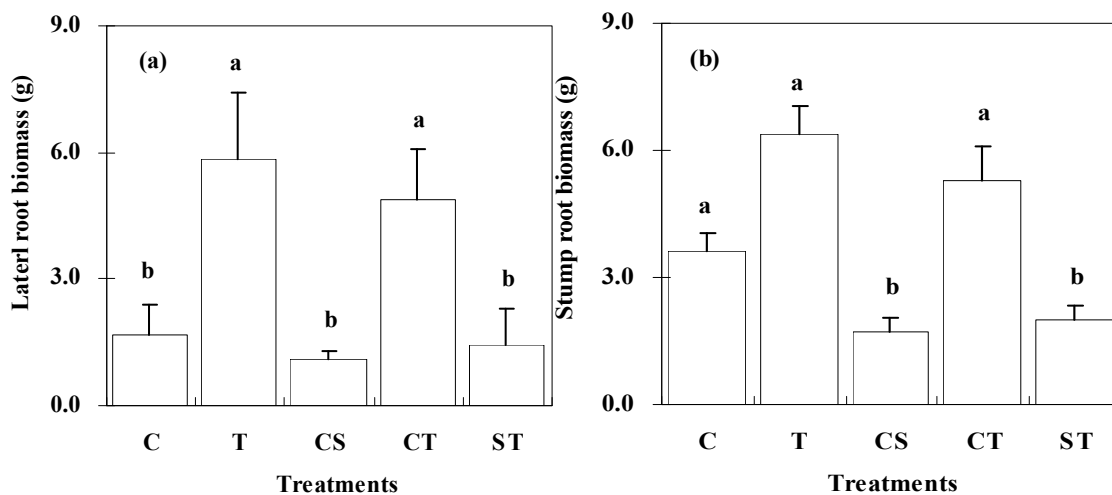 Laterl root biomass (g)
9.0
6.0
3.0
0.0
(a)
b
a
b
a
b
C T CS CT ST
Treatments
Stump root biomass (g)
9.0
6.0
3.0
0.0
(b)
a
a
b
a
b
C T CS CT ST
Treatments